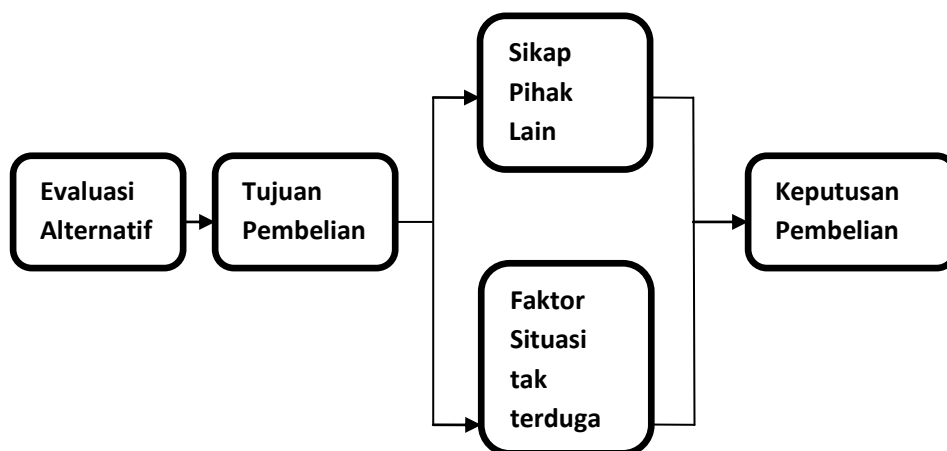 Evaluasi
Alternatif
Tujuan
Pembelian
Sikap
Pihak
Lain
Faktor
Situasi
tak
terduga
Keputusan
Pembelian